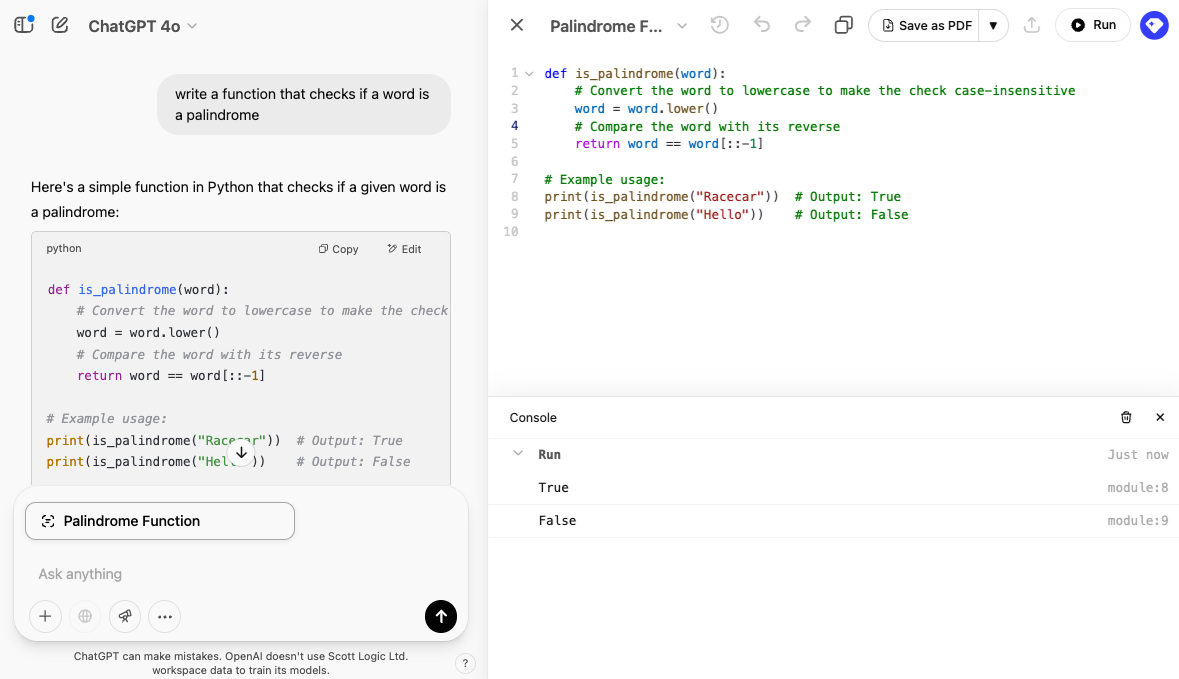 ChatGPT 4o
write a function that checks if a word is
a palindrome
Here's a simple function in Python that checks if a given word is
a palindrome:
python
Copy
Edit
def is_palindrome(word):
    # Convert the word to lowercase to make the check
    word = word.lower()
    # Compare the word with its reverse
    return word == word[::-1]
# Example usage:
print(is_palindrome("Racecar"))  # Output: True
print(is_palindrome("Hel"))    # Output: False
Palindrome Function
Ask anything
ChatGPT can make mistakes. OpenAI doesn't use Scott Logic Ltd.
workspace data to train its models.
?
Palindrome F...
Save as PDF
Run
1 def is_palindrome(word):
2     # Convert the word to lowercase to make the check case-insensitive
3     word = word.lower()
4     # Compare the word with its reverse
5     return word == word[::-1]
6
7 # Example usage:
8 print(is_palindrome("Racecar"))  # Output: True
9 print(is_palindrome("Hello"))    # Output: False
10
Console
Run Just now
True module:8
False module:9